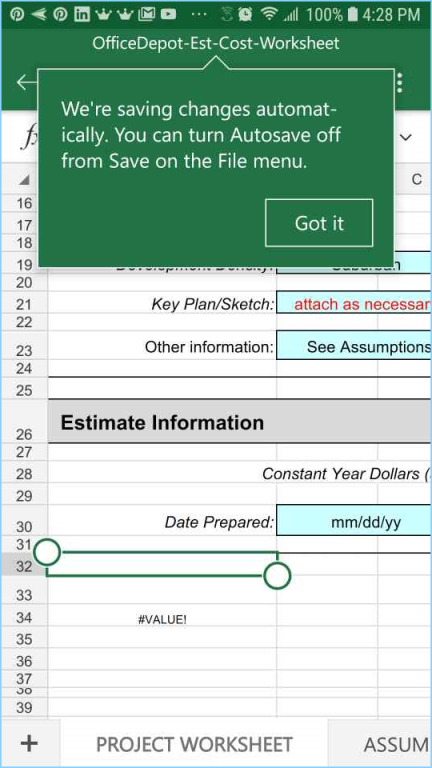 100% 4:28 PM
OfficeDepot-Est-Cost-Worksheet
We're saving changes automat-
ically. You can turn Autosave off
from Save on the File menu.
Got it
fx
C
16
17
18
19 Development Density: Suburban
20
21 Key Plan/Sketch: attach as necessar
22
23 Other information: See Assumptions
24
25
26 Estimate Information
27
28 Constant Year Dollars (
29
30 Date Prepared: mm/dd/yy
31
32
33
34 #VALUE!
35
36
37
38
39
+ PROJECT WORKSHEET ASSUM